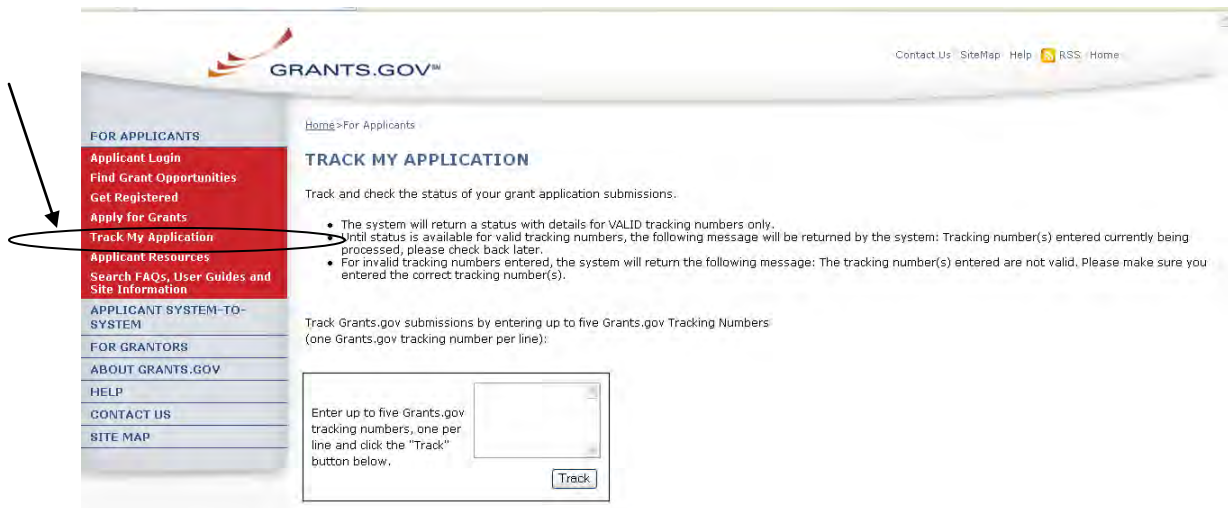 GRANTS.GOV℠
Contact Us SiteMap Help RSS Home
FOR APPLICANTS
Applicant Login
Find Grant Opportunities
Get Registered
Apply for Grants
Track My Application
Applicant Resources
Search FAQs, User Guides and
Site Information
APPLICANT SYSTEM-TO-
SYSTEM
FOR GRANTORS
ABOUT GRANTS.GOV
HELP
CONTACT US
SITE MAP
Home>For Applicants
TRACK MY APPLICATION
Track and check the status of your grant application submissions.
• The system will return a status with details for VALID tracking numbers only.
• Until status is available for valid tracking numbers, the following message will be returned by the system: Tracking number(s) entered currently being
processed, please check back later.
• For invalid tracking numbers entered, the system will return the following message: The tracking number(s) entered are not valid. Please make sure you
entered the correct tracking number(s).
Track Grants.gov submissions by entering up to five Grants.gov Tracking Numbers
(one Grants.gov tracking number per line):
Enter up to five Grants.gov
tracking numbers, one per
line and click the "Track"
button below.
Track